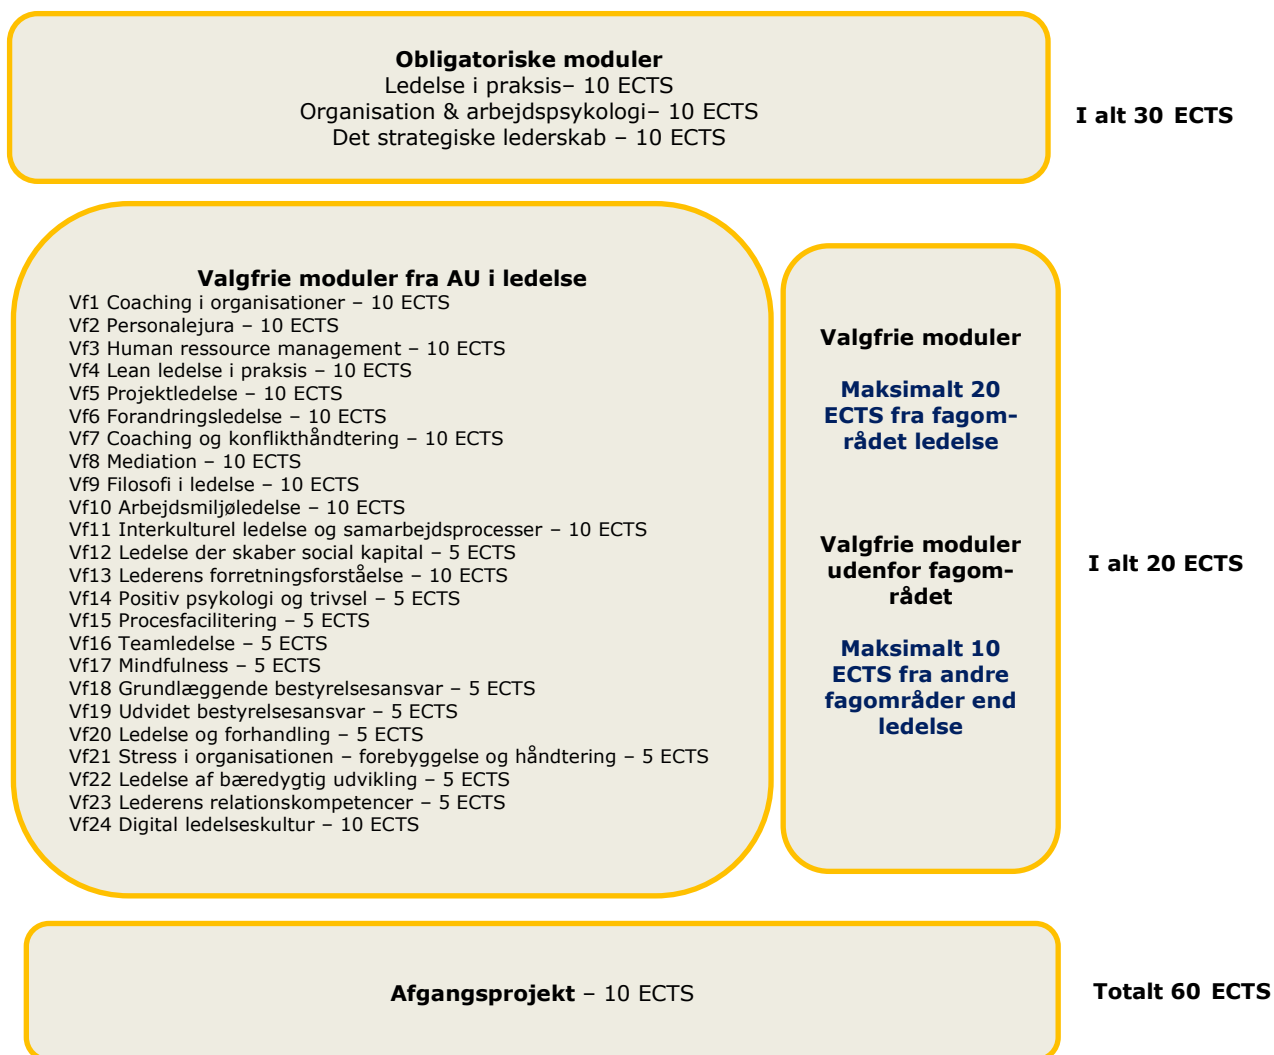 Obligatoriske moduler
Ledelse i praksis– 10 ECTS
Organisation & arbejdspsykologi– 10 ECTS
Det strategiske lederskab – 10 ECTS
I alt 30 ECTS
Valgfrie moduler fra AU i ledelse
Vf1 Coaching i organisationer – 10 ECTS
Vf2 Personalejura – 10 ECTS
Vf3 Human ressource management – 10 ECTS
Vf4 Lean ledelse i praksis – 10 ECTS
Vf5 Projektledelse – 10 ECTS
Vf6 Forandringsledelse – 10 ECTS
Vf7 Coaching og konflikthåndtering – 10 ECTS
Vf8 Mediation – 10 ECTS
Vf9 Filosofi i ledelse – 10 ECTS
Vf10 Arbejdsmiljøledelse – 10 ECTS
Vf11 Interkulturel ledelse og samarbejdsprocesser – 10 ECTS
Vf12 Ledelse der skaber social kapital – 5 ECTS
Vf13 Lederens forretningsforståelse – 10 ECTS
Vf14 Positiv psykologi og trivsel – 5 ECTS
Vf15 Procesfacilitering – 5 ECTS
Vf16 Teamledelse – 5 ECTS
Vf17 Mindfulness – 5 ECTS
Vf18 Grundlæggende bestyrelsesansvar – 5 ECTS
Vf19 Udvidet bestyrelsesansvar – 5 ECTS
Vf20 Ledelse og forhandling – 5 ECTS
Vf21 Stress i organisationen – forebyggelse og håndtering – 5 ECTS
Vf22 Ledelse af bæredygtig udvikling – 5 ECTS
Vf23 Lederens relationskompetencer – 5 ECTS
Vf24 Digital ledelseskultur – 10 ECTS
Valgfrie moduler
Maksimalt 20
ECTS fra fagom-
rådet ledelse
Valgfrie moduler
udenfor fagom-
rådet
Maksimalt 10
ECTS fra andre
fagområder end
ledelse
I alt 20 ECTS
Afgangsprojekt – 10 ECTS
Totalt 60 ECTS